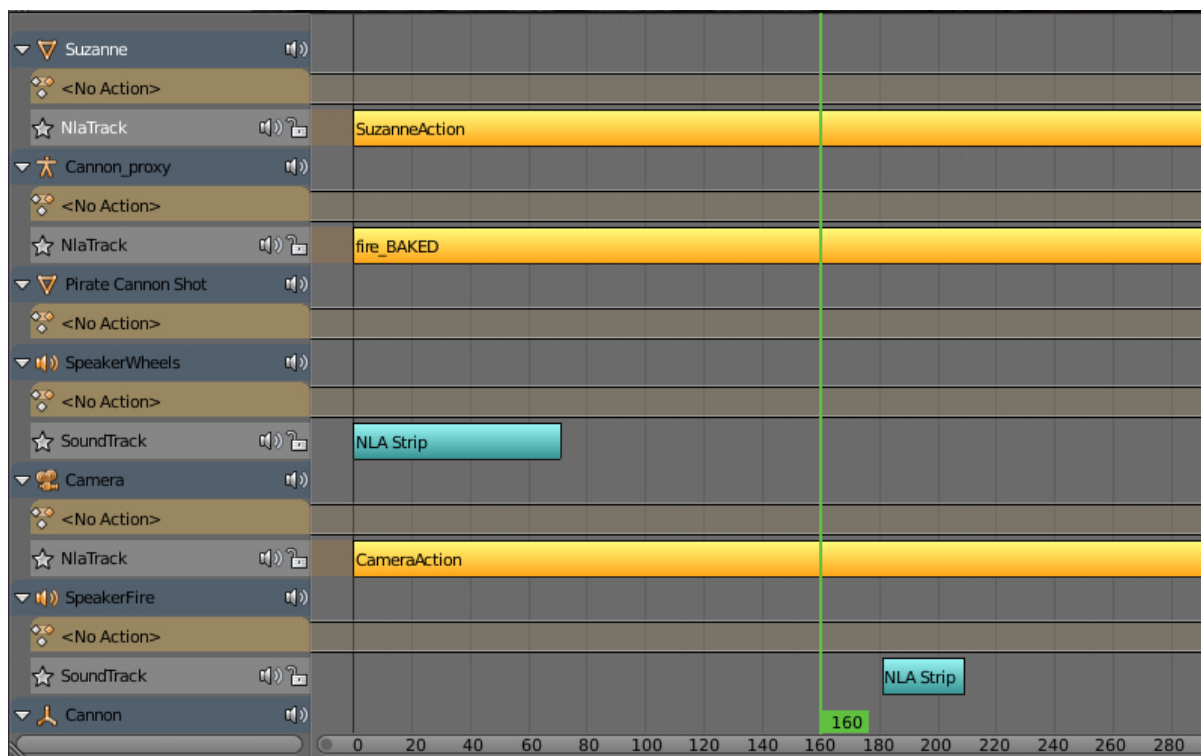 Suzanne
<No Action>
NlaTrack
SuzanneAction
Cannon_proxy
<No Action>
NlaTrack
fire_BAKED
Pirate Cannon Shot
<No Action>
SpeakerWheels
<No Action>
SoundTrack
NLA Strip
Camera
<No Action>
NlaTrack
CameraAction
SpeakerFire
<No Action>
SoundTrack
NLA Strip
Cannon
160
0 20 40 60 80 100 120 140 160 180 200 220 240 260 280